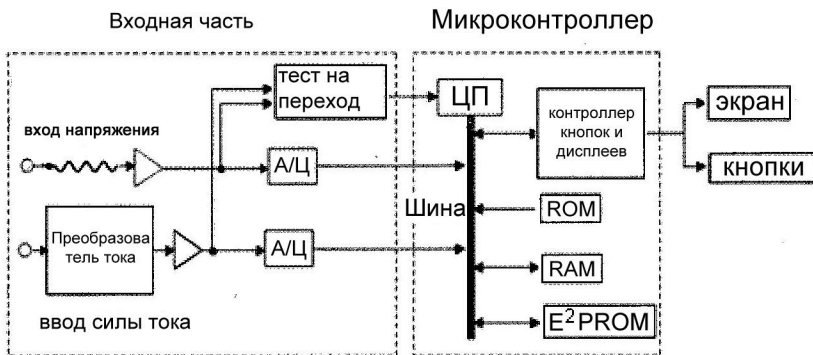 Входная часть
Микроконтроллер
тест на
переход
ЦП
контроллер
кнопок и
дисплеев
экран
кнопки
вход напряжения
А/Ц
Шина
ROM
Преобразова
тель тока
А/Ц
RAM
ввод силы тока
E²PROM